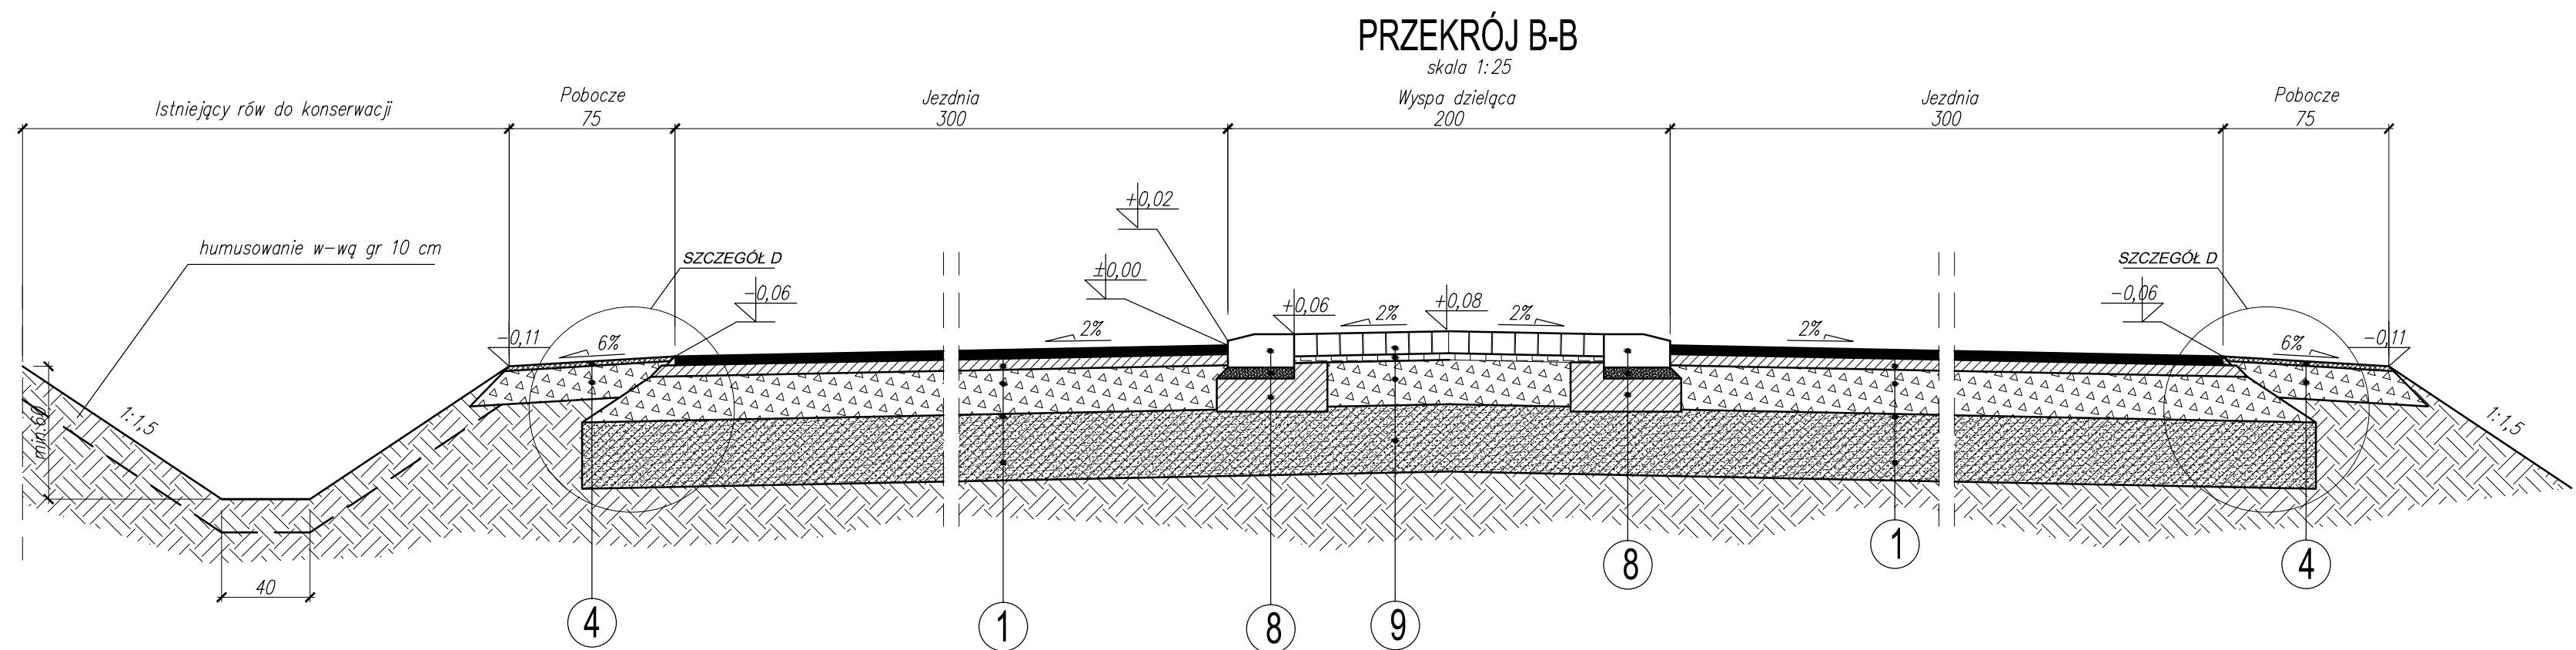 PRZEKRÓJ B-B
skala 1:25
Istniejący rów do konserwacji
Pobocze
75
Jezdnia
300
Wyspa dzieląca
200
Jezdnia
300
Pobocze
75
humusowanie w-wą gr 10 cm
SZCZEGÓŁ D
SZCZEGÓŁ D
+0,02
±0,00
-0,06
+0,06
+0,08
-0,06
-0,11
6%
2%
2%
2%
2%
6%
-0,11
min.60
1:1,5
1:1,5
40
4
1
8
9
8
1
4